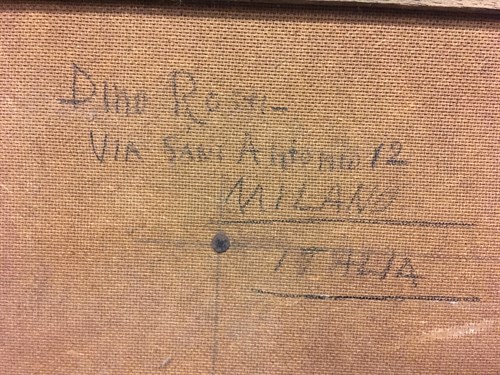 Dino Rossi
VIA SANT ANTONIO 12
MILANO
ITALIA